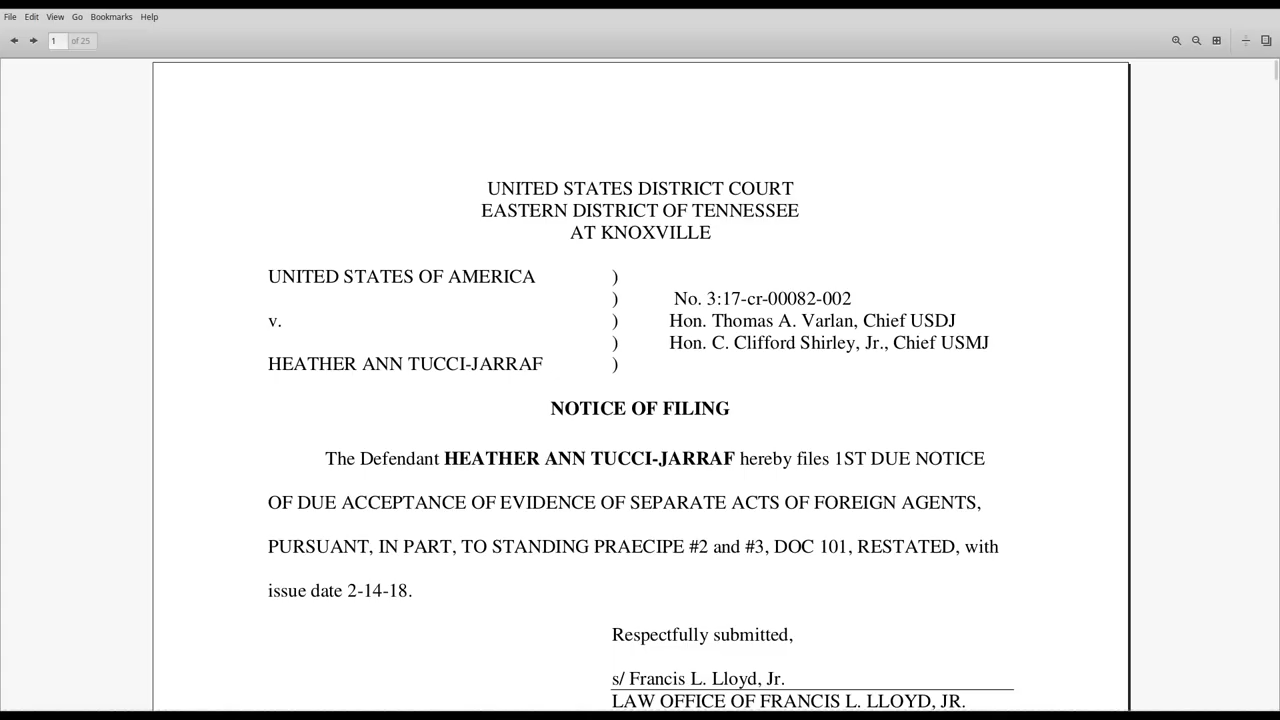 File Edit View Go Bookmarks Help
1 of 25
UNITED STATES DISTRICT COURT
EASTERN DISTRICT OF TENNESSEE
AT KNOXVILLE
UNITED STATES OF AMERICA )
) No. 3:17-cr-00082-002
v. ) Hon. Thomas A. Varlan, Chief USDJ
) Hon. C. Clifford Shirley, Jr., Chief USMJ
HEATHER ANN TUCCI-JARRAF )
NOTICE OF FILING
The Defendant HEATHER ANN TUCCI-JARRAF hereby files 1ST DUE NOTICE
OF DUE ACCEPTANCE OF EVIDENCE OF SEPARATE ACTS OF FOREIGN AGENTS,
PURSUANT, IN PART, TO STANDING PRAECIPE #2 and #3, DOC 101, RESTATED, with
issue date 2-14-18.
Respectfully submitted,
s/ Francis L. Lloyd, Jr.
LAW OFFICE OF FRANCIS L. LLOYD, JR.